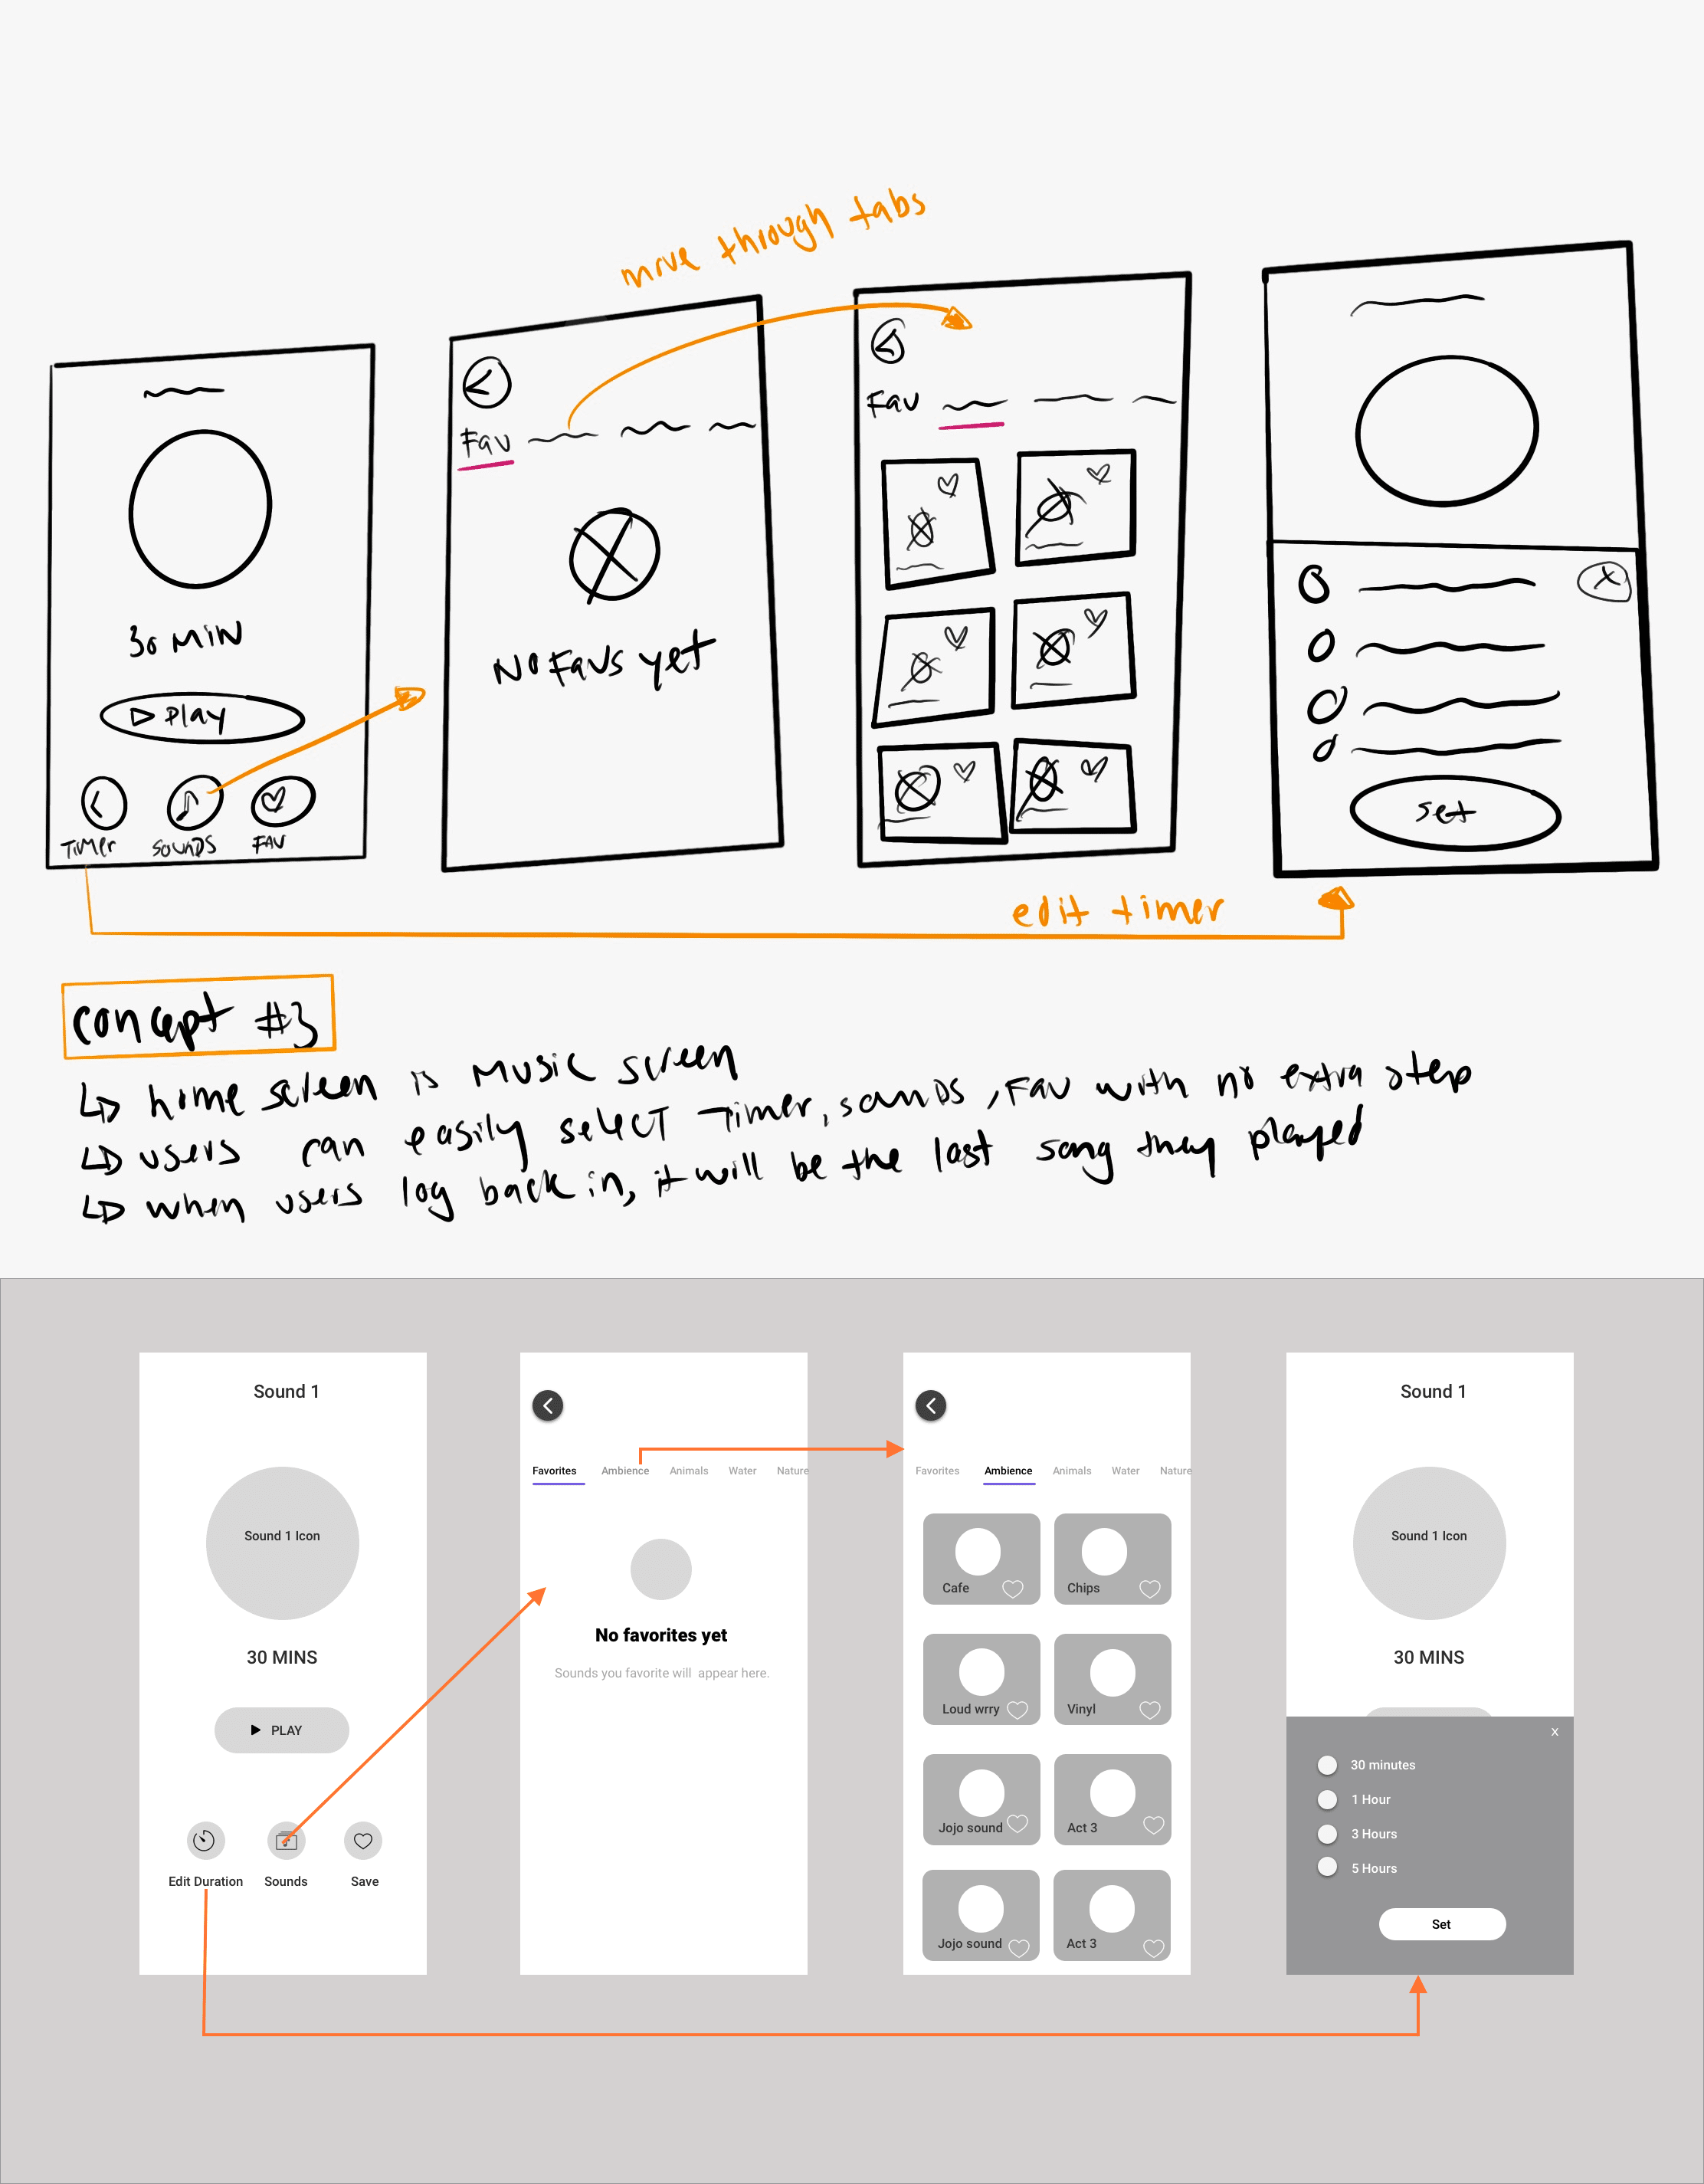 move through tabs
30 MIN
Play
TIMER
SOUNDS
FAV
Fav
No Favs yet
Fav
Set
edit timer
concept #3
home screen is music screen
users can easily select Timer, sounds, Fav with no extra step
when users log back in, it will be the last song they played
Sound 1
Sound 1 Icon
30 MINS
PLAY
Edit Duration
Sounds
Save
Favorites Ambience Animals Water Nature
No favorites yet
Sounds you favorite will appear here.
Favorites Ambience Animals Water Nature
Cafe
Chips
Loud wrry
Vinyl
Jojo sound
Act 3
Jojo sound
Act 3
Sound 1
Sound 1 Icon
30 MINS
X
30 minutes
1 Hour
3 Hours
5 Hours
Set